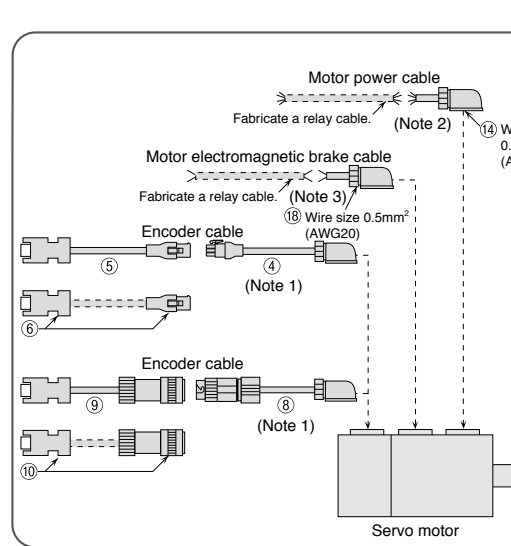 Motor power cable
Fabricate a relay cable.
(Note 2)
⑭ W
0.
(A
Motor electromagnetic brake cable
Fabricate a relay cable.
(Note 3)
⑱ Wire size 0.5mm²
(AWG20)
Encoder cable
⑤
④
(Note 1)
⑥
Encoder cable
⑨
⑧
(Note 1)
⑩
Servo motor